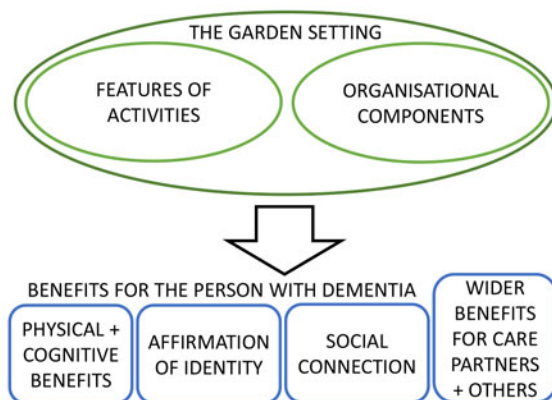 THE GARDEN SETTING
FEATURES OF
ACTIVITIES
ORGANISATIONAL
COMPONENTS
BENEFITS FOR THE PERSON WITH DEMENTIA
PHYSICAL +
COGNITIVE
BENEFITS
AFFIRMATION
OF IDENTITY
SOCIAL
CONNECTION
WIDER
BENEFITS
FOR CARE
PARTNERS
+ OTHERS